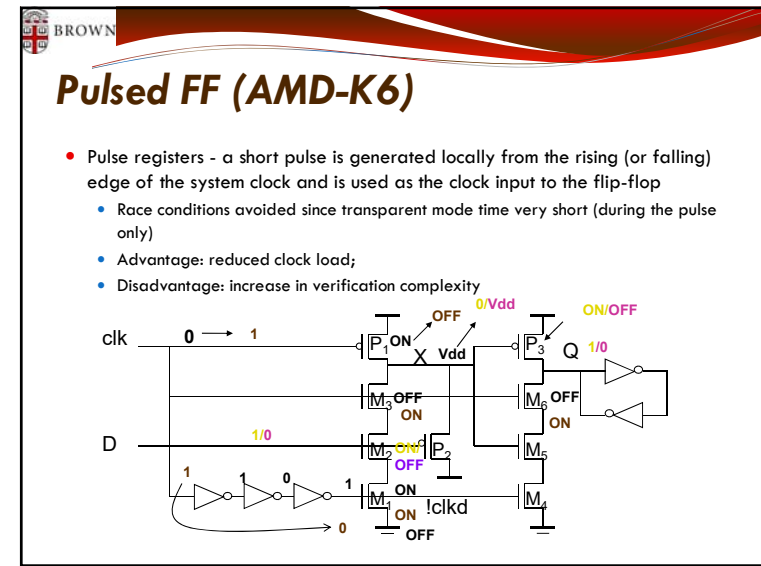 BROWN
Pulsed FF (AMD-K6)
• Pulse registers - a short pulse is generated locally from the rising (or falling)
edge of the system clock and is used as the clock input to the flip-flop
• Race conditions avoided since transparent mode time very short (during the pulse
only)
• Advantage: reduced clock load;
• Disadvantage: increase in verification complexity
0/Vdd
OFF
ON/OFF
clk 0 1 P1 ON X Vdd P3 Q 1/0
M3 OFF M6 OFF
ON ON
D 1/0 M2 ON/ P2 M5
OFF
1 1 0 1 M1 ON !clkd M4
ON
0 OFF